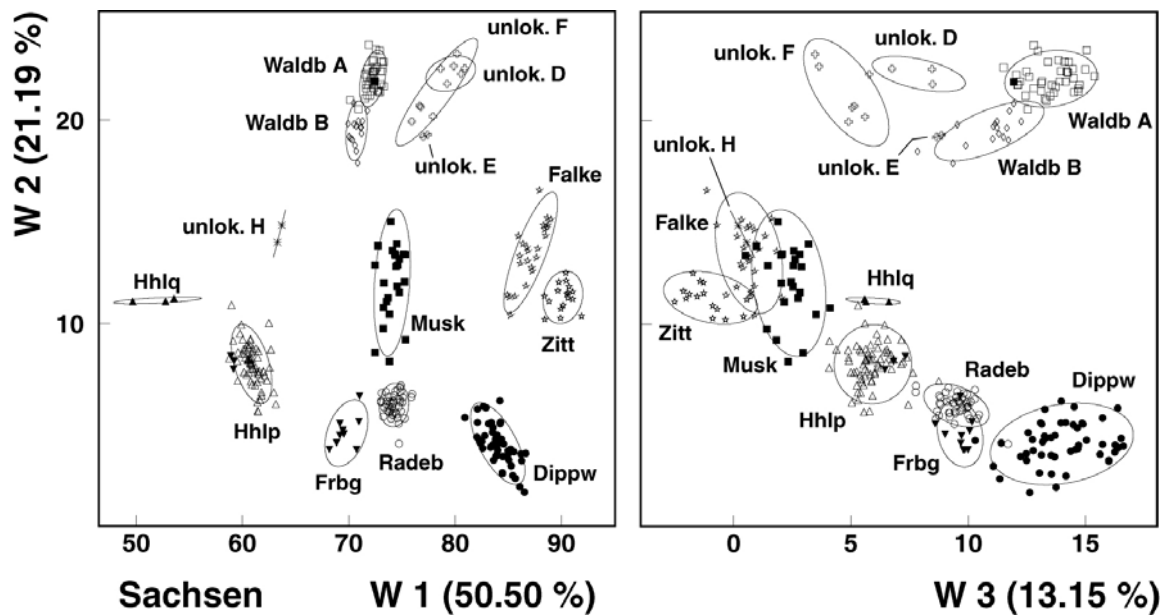 W 2 (21.19 %)
20
10
unlok. F
Waldb A
unlok. D
Waldb B
unlok. E
Falke
unlok. H
Hhlq
Musk
Zitt
Hhlp
Radeb
Frbg
Dippw
50 60 70 80 90
unlok. D
unlok. F
Waldb A
unlok. H
unlok. E
Waldb B
Falke
Hhlq
Zitt
Musk
Radeb
Dippw
Hhlp
Frbg
0 5 10 15
Sachsen W 1 (50.50 %) W 3 (13.15 %)